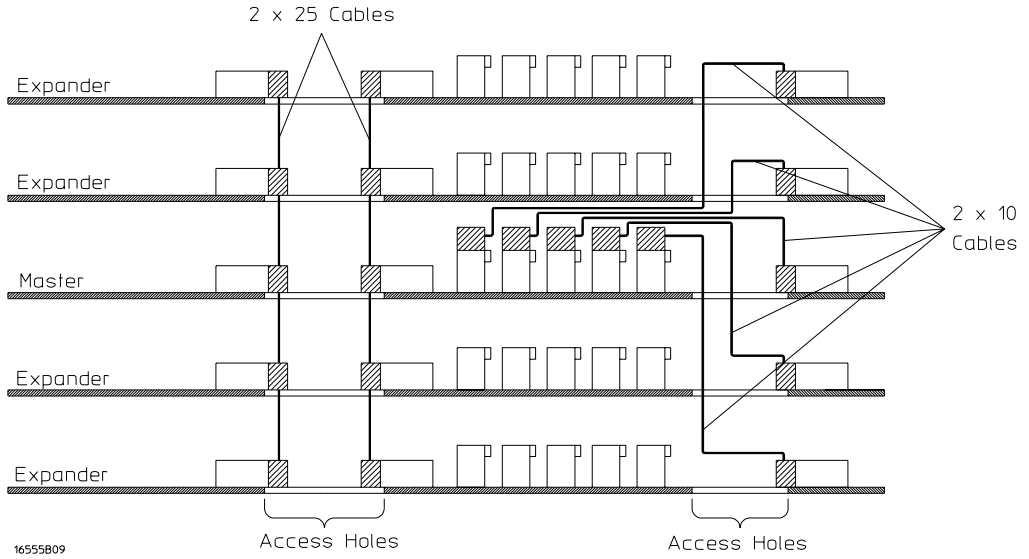 2 x 25 Cables
Expander
Expander
2 x 10
Cables
Master
Expander
Expander
Access Holes
Access Holes
16555B09